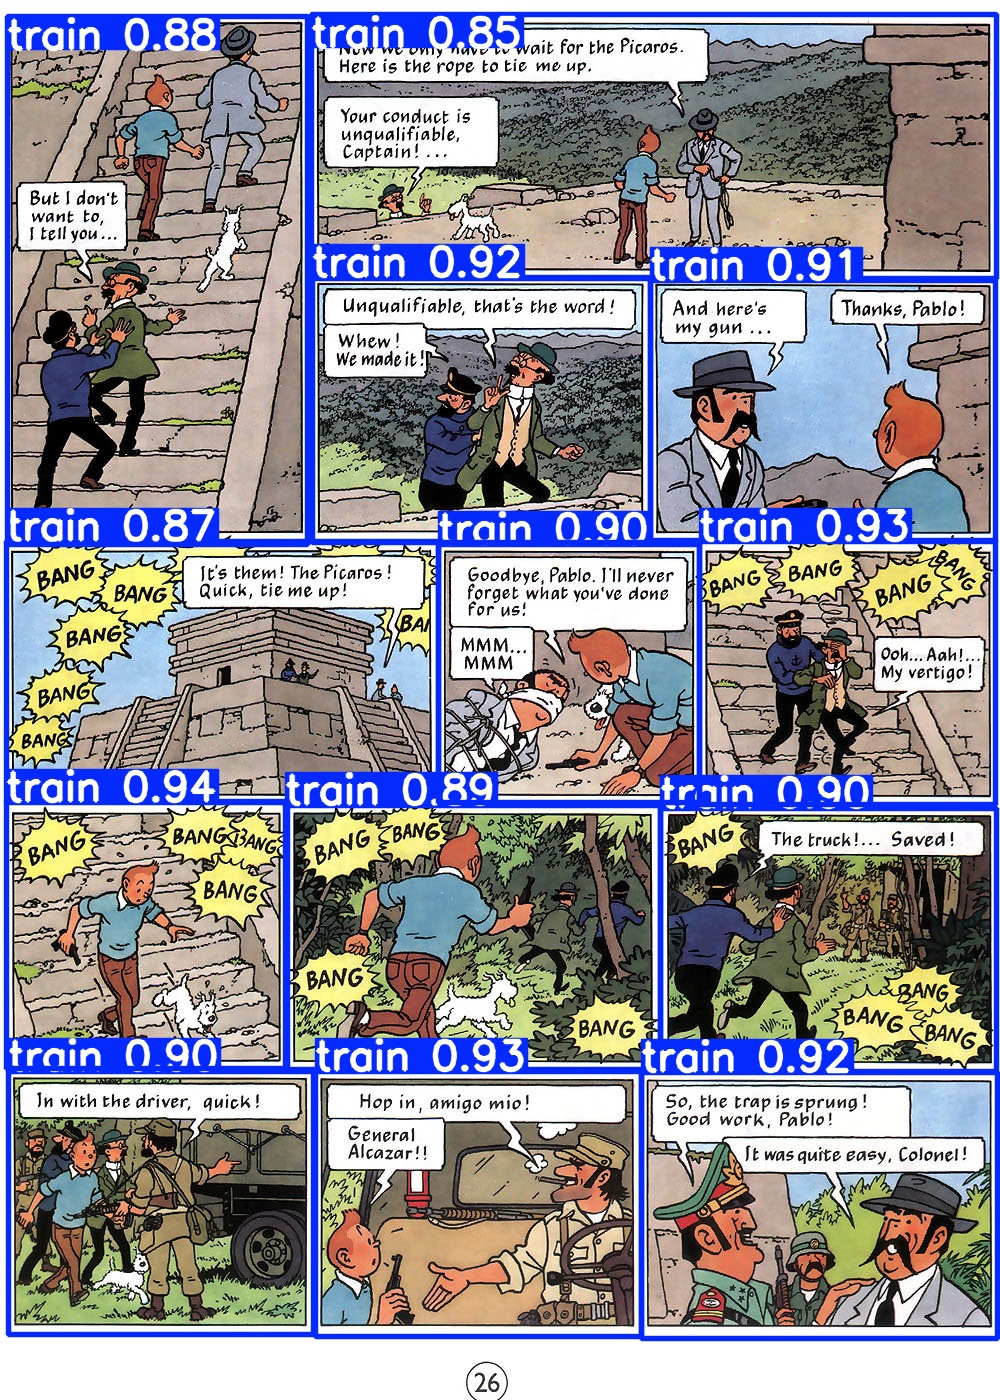 train 0.88
But I don't
want to,
I tell you...
train 0.85
Now we only have to wait for the Picaros.
Here is the rope to tie me up.
Your conduct is
unqualifiable,
Captain! ...
train 0.92
Unqualifiable, that's the word!
Whew!
We made it!
train 0.91
And here's
my gun ...
Thanks, Pablo!
train 0.87
BANG
BANG
BANG
BANG
BANG
It's them! The Picaros!
Quick, tie me up!
BAN
train 0.90
Goodbye, Pablo. I'll never
forget what you've done
for us!
MMM...
MMM
train 0.93
BANG
BANG
BANG
BANG
Ooh... Aah!...
My vertigo!
train 0.94
BANG
BANG
BANG
BANG
train 0.89
BANG
BANG
BANG
BANG
train 0.90
BANG
The truck!... Saved!
BANG
BANG
BANG
train 0.90
In with the driver, quick!
train 0.93
Hop in, amigo mio!
General
Alcazar!!
train 0.92
So, the trap is sprung!
Good work, Pablo!
It was quite easy, Colonel!
26